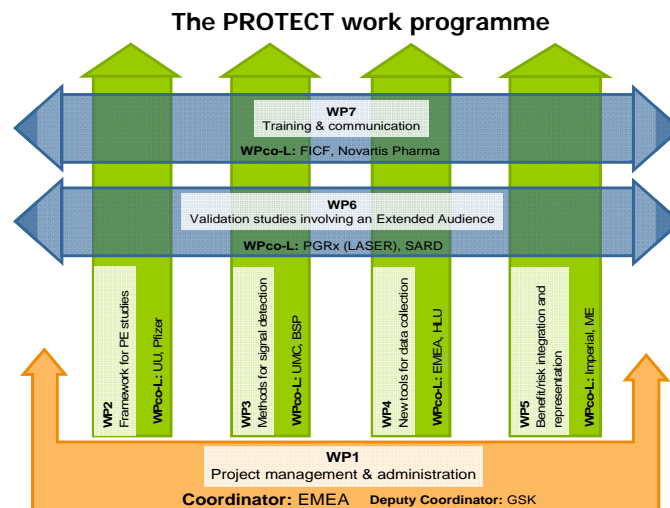 The PROTECT work programme
WP7
Training & communication
WPco-L: FICF, Novartis Pharma
WP6
Validation studies involving an Extended Audience
WPco-L: PGRx (LASER), SARD
WP2
Framework for PE studies
WPco-L: UU, Pfizer
WP3
Methods for signal detection
WPco-L: UMC, BSP
WP4
New tools for data collection
WPco-L: EMEA, HLU
WP5
Benefit/risk integration and
representation
WPco-L: Imperial, ME
WP1
Project management & administration
Coordinator: EMEA Deputy Coordinator: GSK